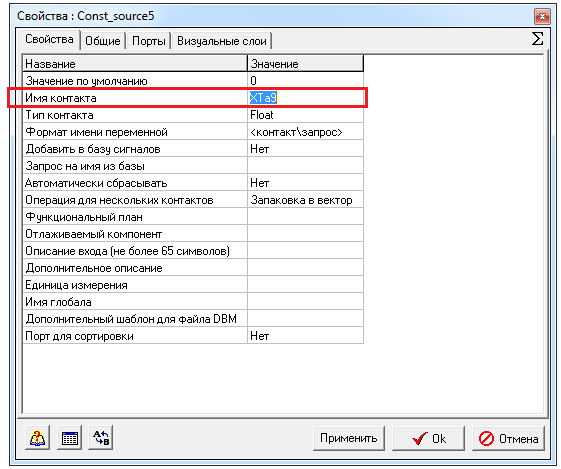 Свойства : Const_source5
Свойства Общие Порты Визуальные слои Σ
Название Значение
Значение по умолчанию 0
Имя контакта XTa9
Тип контакта Float
Формат имени переменной <контакт\запрос>
Добавить в базу сигналов Нет
Запрос на имя из базы
Автоматически сбрасывать Нет
Операция для нескольких контактов Запаковка в вектор
Функциональный план
Отлаживаемый компонент
Описание входа (не более 65 символов)
Дополнительное описание
Единица измерения
Имя глобала
Дополнительный шаблон для файла DBM
Порт для сортировки Нет
Применить Ok Отмена